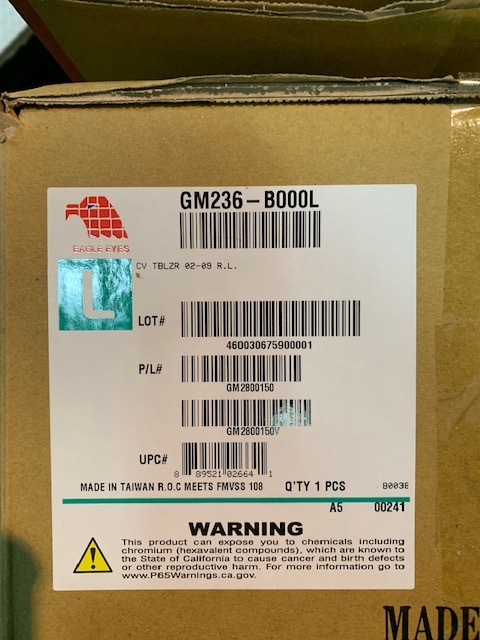 GM236-B000L
EAGLE EYES
CV TBLZR 02-09 R.L.
L
LOT# 460030675900001
P/L# GM2800150
GM2800150V
UPC# 8 89521 02664 1
MADE IN TAIWAN R.O.C MEETS FMVSS 108 Q'TY 1 PCS B003E
A5 00241
WARNING
This product can expose you to chemicals including
chromium (hexavalent compounds), which are known to
the State of California to cause cancer and birth defects
or other reproductive harm. For more information go to
www.P65Warnings.ca.gov.
MADE